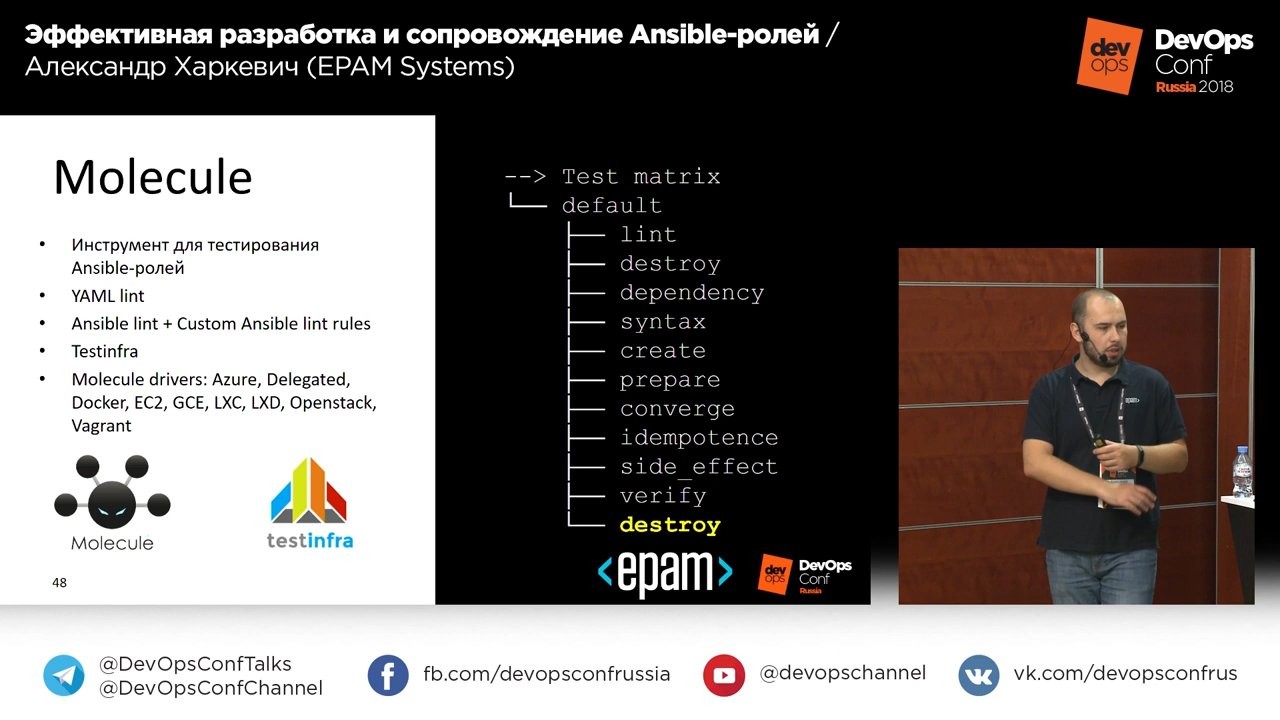 Эффективная разработка и сопровождение Ansible-ролей /
Александр Харкевич (EPAM Systems)
dev
ops
DevOps
Conf
Russia 2018
Molecule
• Инструмент для тестирования
Ansible-ролей
• YAML lint
• Ansible lint + Custom Ansible lint rules
• Testinfra
• Molecule drivers: Azure, Delegated,
Docker, EC2, GCE, LXC, LXD, Openstack,
Vagrant
Molecule
testinfra
48
--> Test matrix
└── default
├── lint
├── destroy
├── dependency
├── syntax
├── create
├── prepare
├── converge
├── idempotence
├── side_effect
├── verify
└── destroy
<epam>
dev
ops
DevOps
Conf
Russia
epam>
@DevOpsConfTalks
@DevOpsConfChannel
fb.com/devopsconfrussia
@devopschannel
vk.com/devopsconfrus